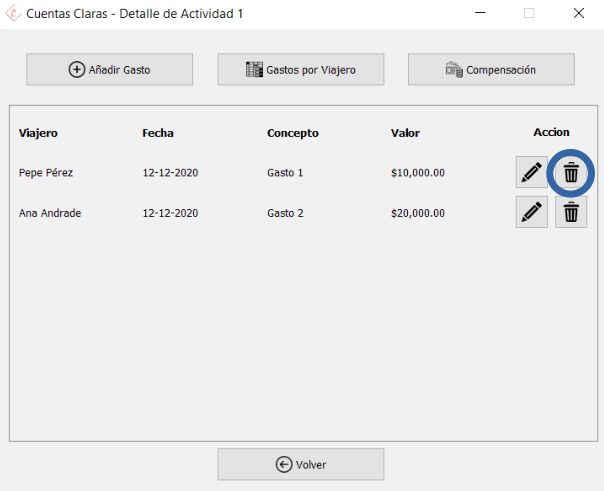 Cuentas Claras - Detalle de Actividad 1
Añadir Gasto Gastos por Viajero Compensación
Viajero Fecha Concepto Valor Accion
Pepe Pérez 12-12-2020 Gasto 1 $10,000.00
Ana Andrade 12-12-2020 Gasto 2 $20,000.00
Volver